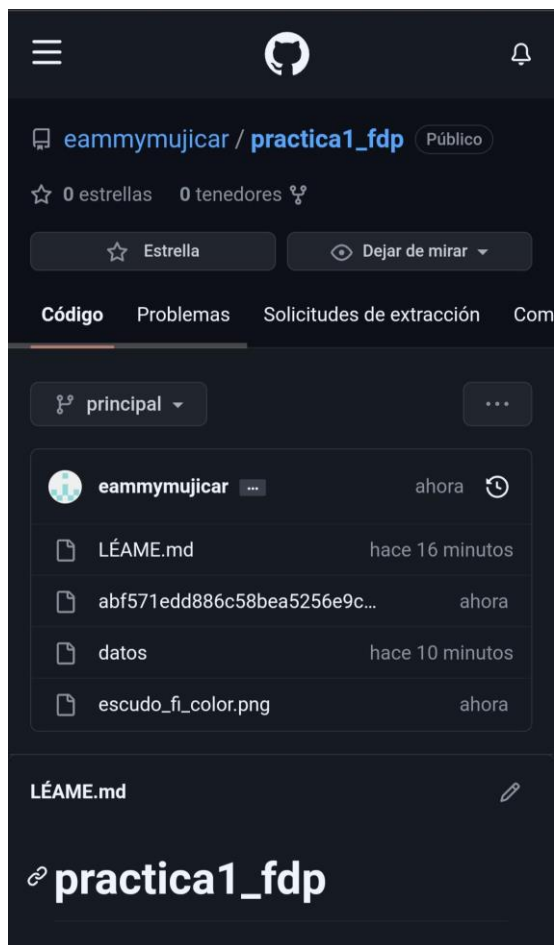 eammymujicar / practica1_fdp Público
0 estrellas 0 tenedores
Estrella Dejar de mirar
Código Problemas Solicitudes de extracción Com
principal
eammymujicar ahora
LÉAME.md hace 16 minutos
abf571edd886c58bea5256e9c... ahora
datos hace 10 minutos
escudo_fi_color.png ahora
LÉAME.md
practica1_fdp